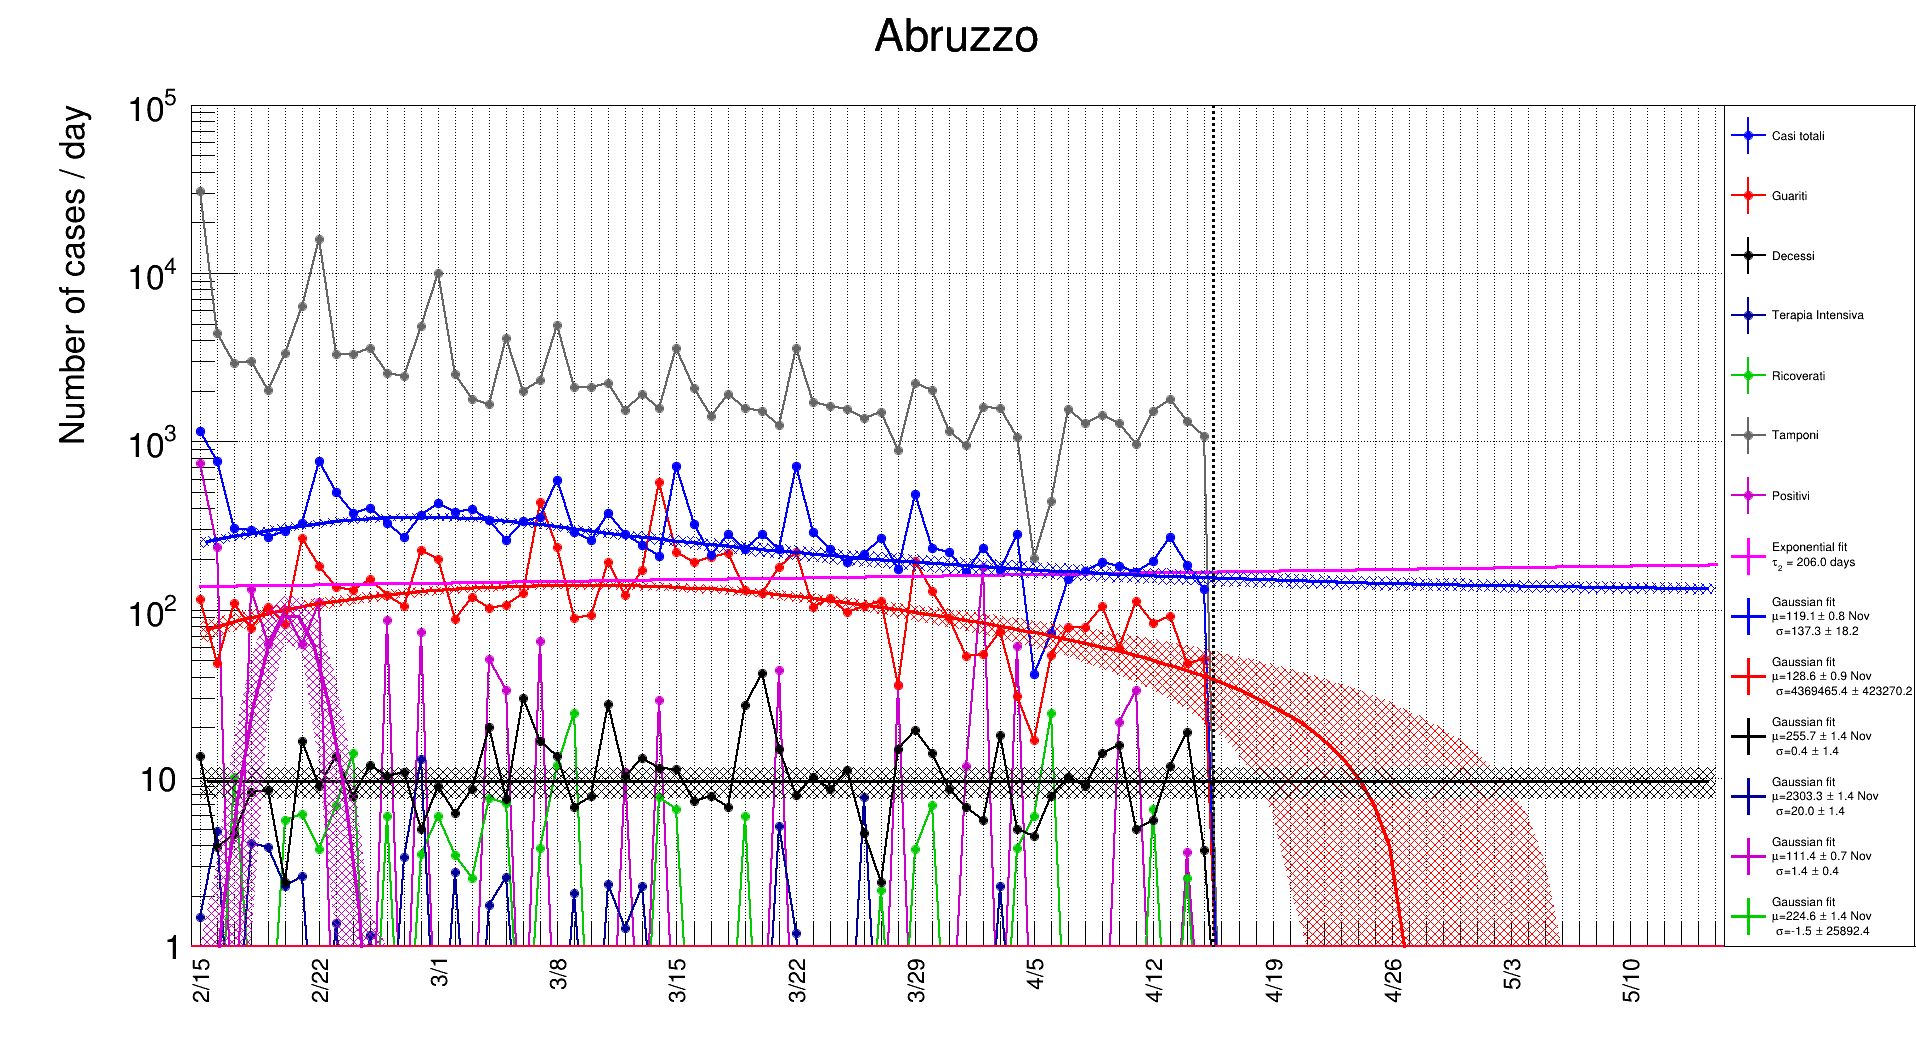 Abruzzo
Number of cases / day
10^5
10^4
10^3
10^2
10
1
2/15 2/22 3/1 3/8 3/15 3/22 3/29 4/5 4/12 4/19 4/26 5/3 5/10
Casi totali
Guariti
Decessi
Terapia Intensiva
Ricoverati
Tamponi
Positivi
Exponential fit
τ_2 = 206.0 days
Gaussian fit
μ=119.1± 0.8 Nov
σ=137.3 ± 18.2
Gaussian fit
μ=128.6 ± 0.9 Nov
σ=4369465.4 ± 423270.2
Gaussian fit
μ=255.7 ± 1.4 Nov
σ=0.4 ± 1.4
Gaussian fit
μ=2303.3 ± 1.4 Nov
σ=20.0 ± 1.4
Gaussian fit
μ=111.4 ± 0.7 Nov
σ=1.4 ± 0.4
Gaussian fit
μ=224.6 ± 1.4 Nov
σ=-1.5 ± 25892.4